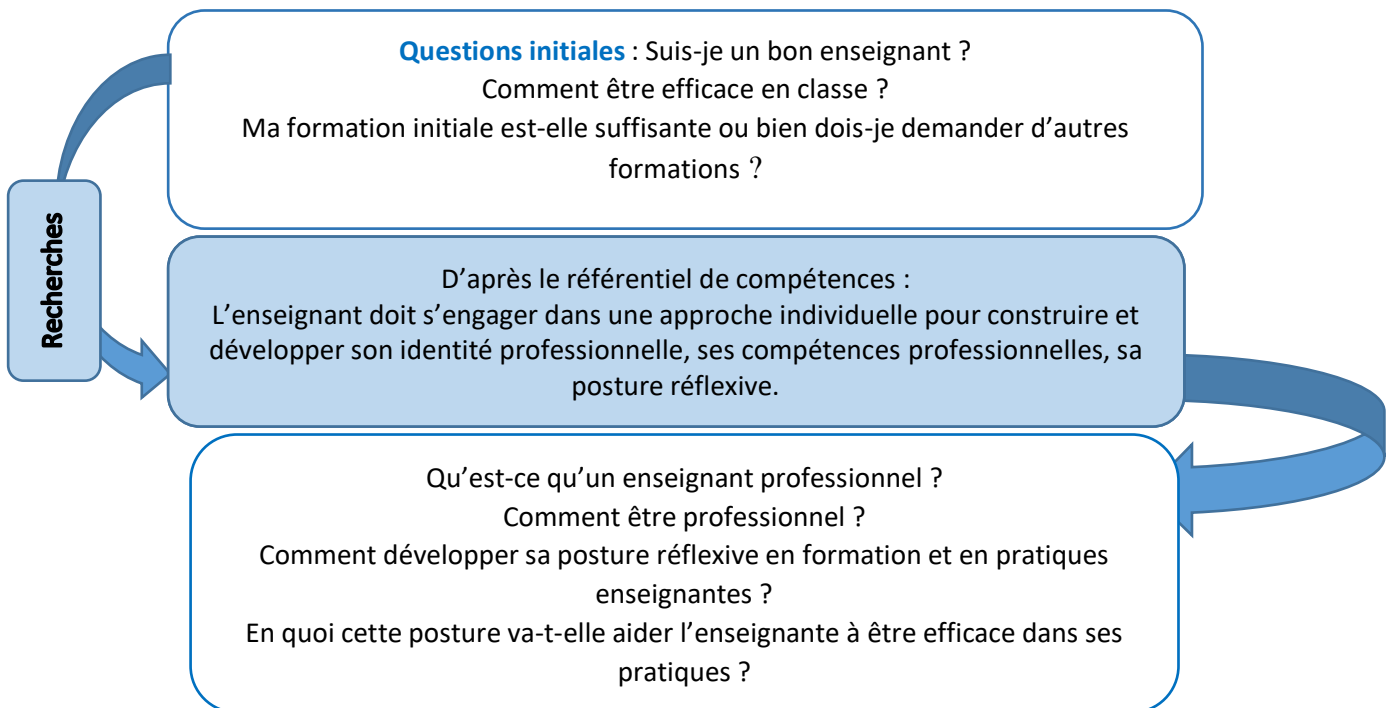 Questions initiales : Suis-je un bon enseignant ?
Comment être efficace en classe ?
Ma formation initiale est-elle suffisante ou bien dois-je demander d’autres
formations ?
Recherches
D’après le référentiel de compétences :
L’enseignant doit s’engager dans une approche individuelle pour construire et
développer son identité professionnelle, ses compétences professionnelles, sa
posture réflexive.
Qu’est-ce qu’un enseignant professionnel ?
Comment être professionnel ?
Comment développer sa posture réflexive en formation et en pratiques
enseignantes ?
En quoi cette posture va-t-elle aider l’enseignante à être efficace dans ses
pratiques ?